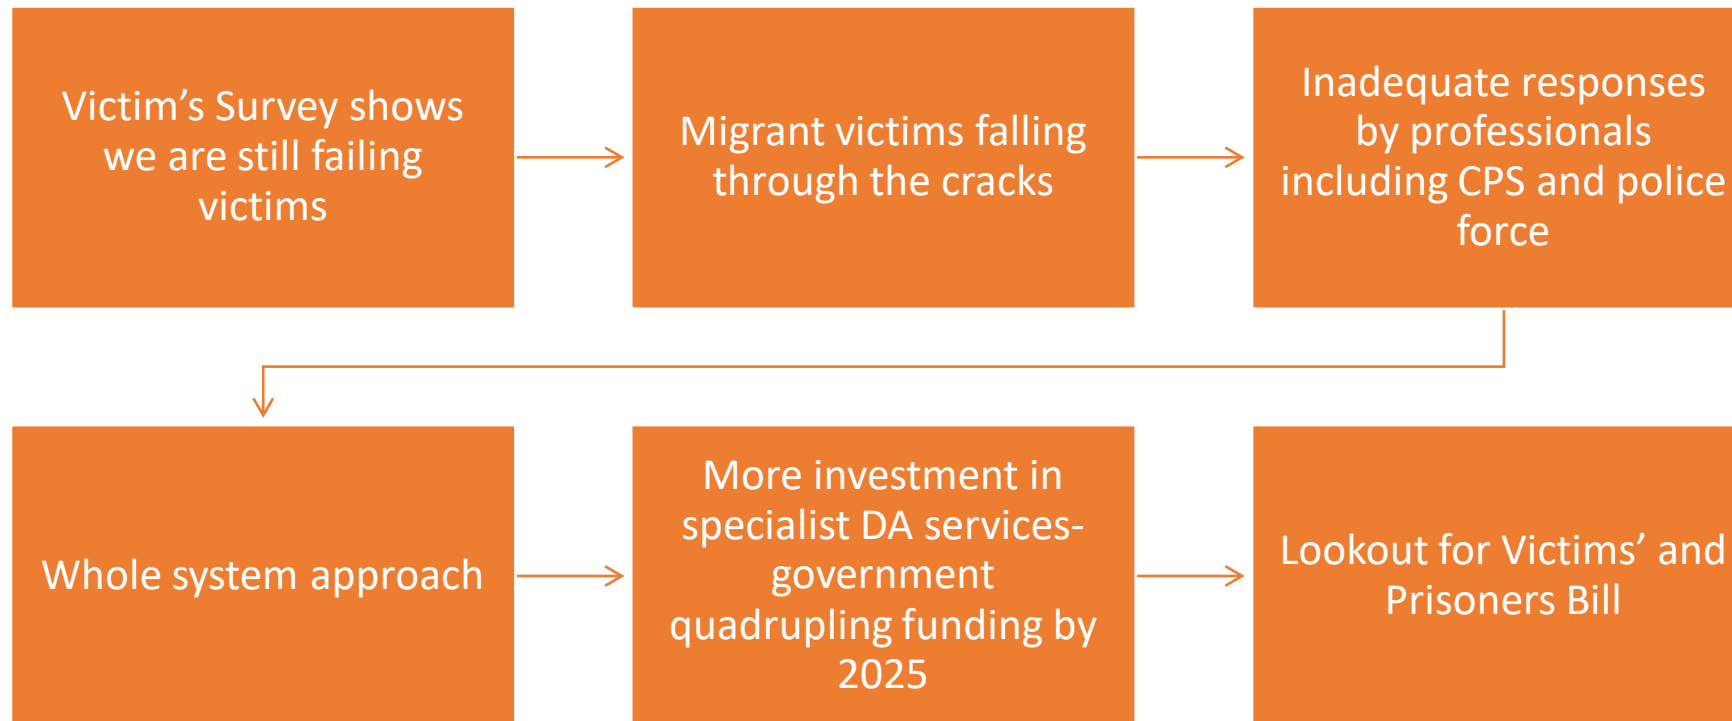 Victim’s Survey shows
we are still failing
victims
Migrant victims falling
through the cracks
Inadequate responses
by professionals
including CPS and police
force
Whole system approach
More investment in
specialist DA services-
government
quadrupling funding by
2025
Lookout for Victims’ and
Prisoners Bill